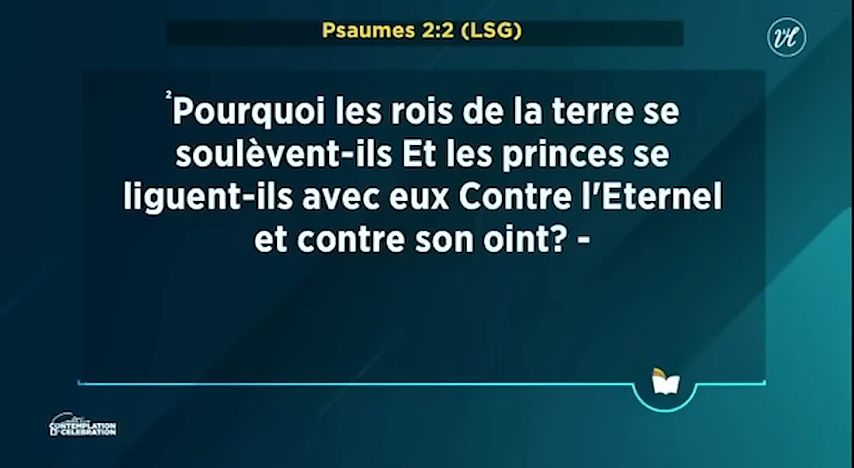 Psaumes 2:2 (LSG)
VH
²Pourquoi les rois de la terre se
soulèvent-ils Et les princes se
liguent-ils avec eux Contre l'Eternel
et contre son oint? -
CONTEMPLATION
CELEBRATION